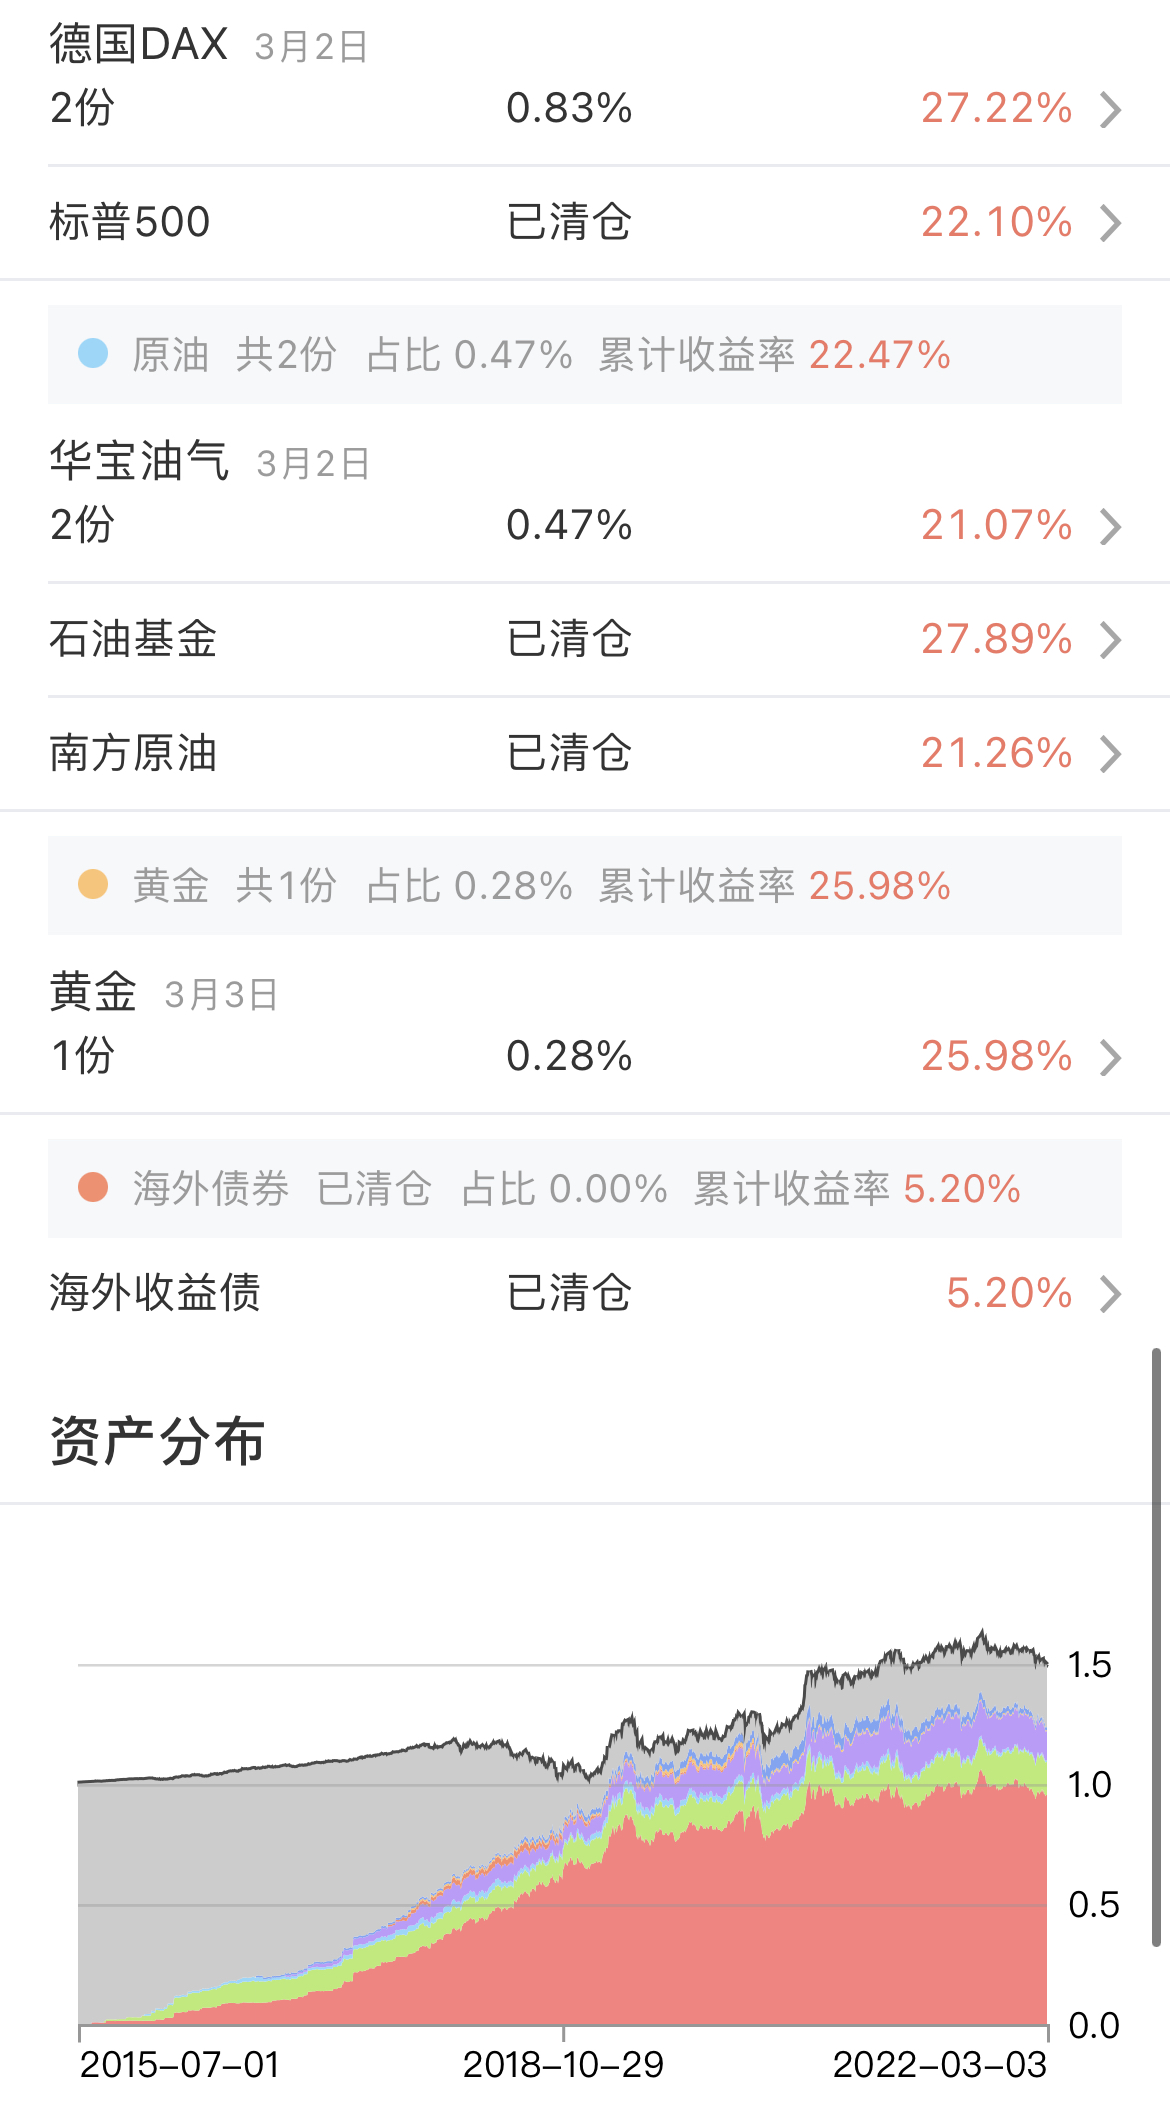 德国DAX 3月2日
2份 0.83% 27.22%
标普500 已清仓 22.10%
原油 共2份 占比 0.47% 累计收益率 22.47%
华宝油气 3月2日
2份 0.47% 21.07%
石油基金 已清仓 27.89%
南方原油 已清仓 21.26%
黄金 共1份 占比 0.28% 累计收益率 25.98%
黄金 3月3日
1份 0.28% 25.98%
海外债券 已清仓 占比 0.00% 累计收益率 5.20%
海外收益债 已清仓 5.20%
资产分布
1.5
1.0
0.5
0.0
2015-07-01 2018-10-29 2022-03-03